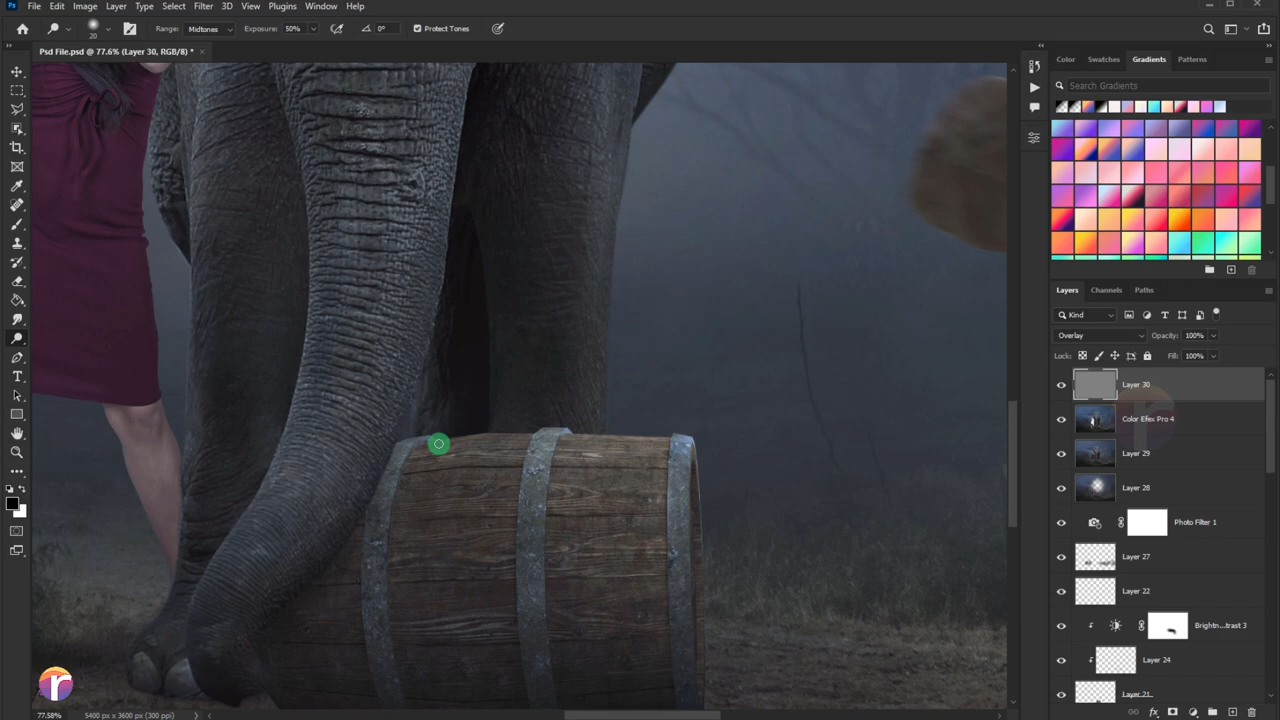 Ps File Edit Image Layer Type Select Filter 3D View Plugins Window Help
20 Range: Midtones Exposure: 50% 0° Protect Tones
Psd File.psd @ 77.6% (Layer 30, RGB/8) *
Color Swatches Gradients Patterns
Search Gradients
Layers Channels Paths
Kind
Overlay Opacity: 100%
Lock: Fill: 100%
Layer 30
Color Efex Pro 4
Layer 29
Layer 28
Photo Filter 1
Layer 27
Layer 22
Brightn...trast 3
Layer 24
Layer 21
77.58% 5400 px x 3600 px (300 ppi)